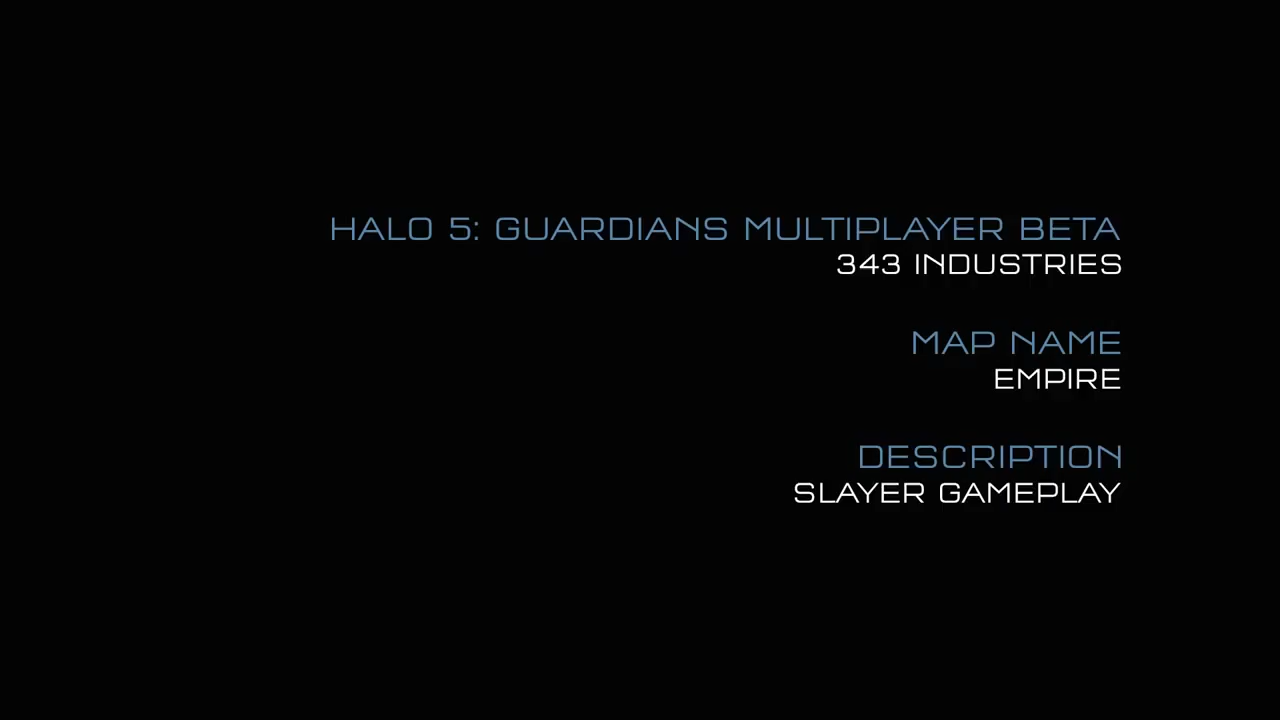 HALO 5: GUARDIANS MULTIPLAYER BETA
343 INDUSTRIES
MAP NAME
EMPIRE
DESCRIPTION
SLAYER GAMEPLAY